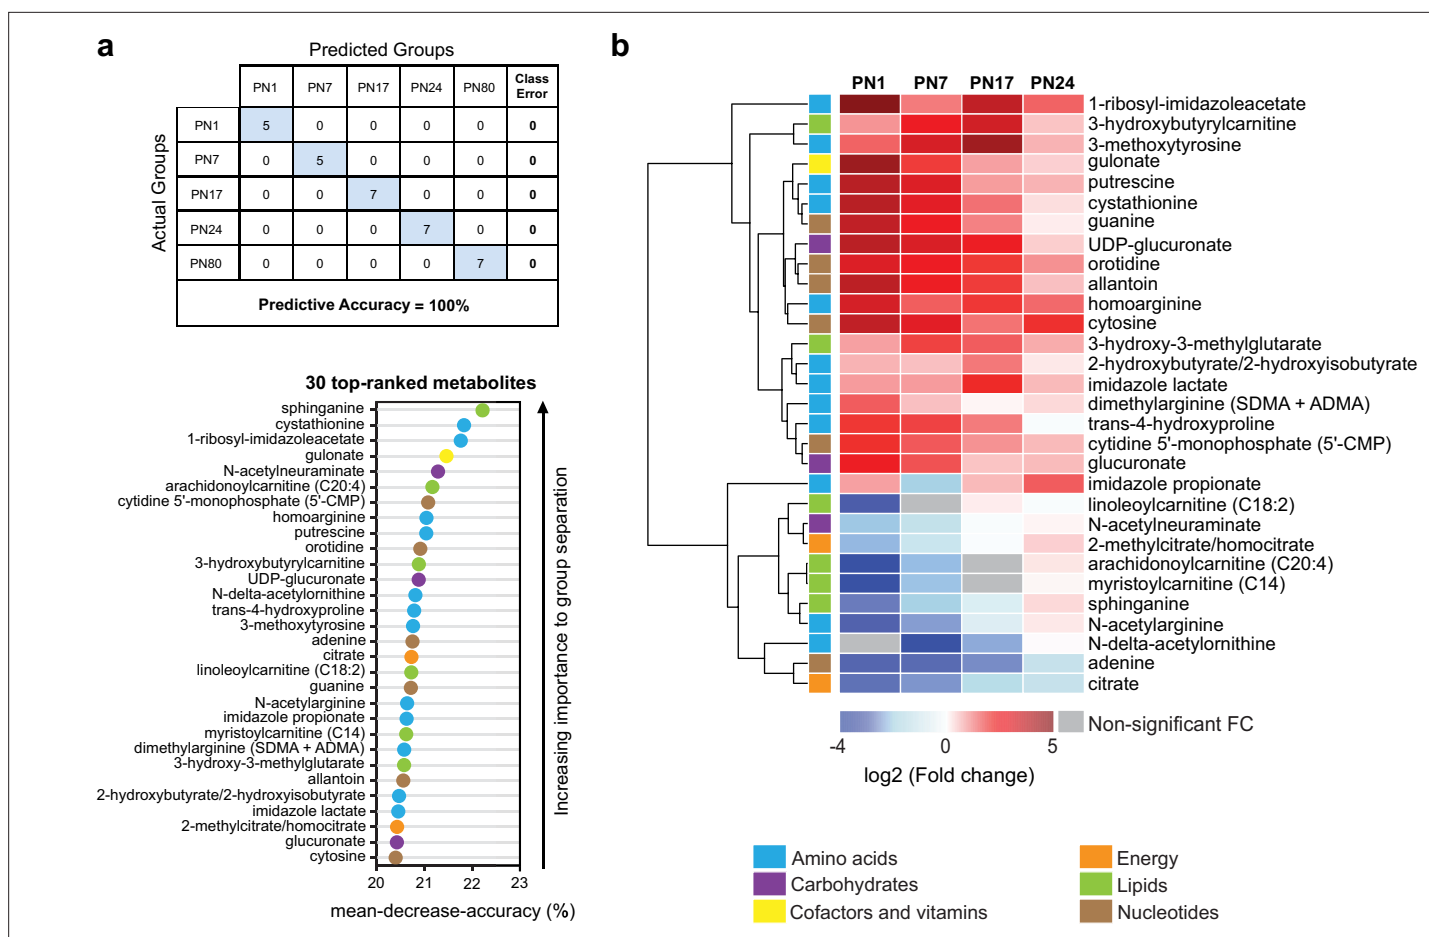 a
Predicted Groups
PN1 PN7 PN17 PN24 PN80 Class Error
Actual Groups
PN1 5 0 0 0 0 0
PN7 0 5 0 0 0 0
PN17 0 0 7 0 0 0
PN24 0 0 0 7 0 0
PN80 0 0 0 0 7 0
Predictive Accuracy = 100%
30 top-ranked metabolites
sphinganine
cystathionine
1-ribosyl-imidazoleacetate
gulonate
N-acetylneuraminate
arachidonoylcarnitine (C20:4)
cytidine 5'-monophosphate (5'-CMP)
homoarginine
putrescine
orotidine
3-hydroxybutyrylcarnitine
UDP-glucuronate
N-delta-acetylornithine
trans-4-hydroxyproline
3-methoxytyrosine
adenine
citrate
linoleoylcarnitine (C18:2)
guanine
N-acetylarginine
imidazole propionate
myristoylcarnitine (C14)
dimethylarginine (SDMA + ADMA)
3-hydroxy-3-methylglutarate
allantoin
2-hydroxybutyrate/2-hydroxyisobutyrate
imidazole lactate
2-methylcitrate/homocitrate
glucuronate
cytosine
20 21 22 23
mean-decrease-accuracy (%)
Increasing importance to group separation
b
PN1 PN7 PN17 PN24
1-ribosyl-imidazoleacetate
3-hydroxybutyrylcarnitine
3-methoxytyrosine
gulonate
putrescine
cystathionine
guanine
UDP-glucuronate
orotidine
allantoin
homoarginine
cytosine
3-hydroxy-3-methylglutarate
2-hydroxybutyrate/2-hydroxyisobutyrate
imidazole lactate
dimethylarginine (SDMA + ADMA)
trans-4-hydroxyproline
cytidine 5'-monophosphate (5'-CMP)
glucuronate
imidazole propionate
linoleoylcarnitine (C18:2)
N-acetylneuraminate
2-methylcitrate/homocitrate
arachidonoylcarnitine (C20:4)
myristoylcarnitine (C14)
sphinganine
N-acetylarginine
N-delta-acetylornithine
adenine
citrate
Non-significant FC
-4 0 5
log2 (Fold change)
Amino acids
Carbohydrates
Cofactors and vitamins
Energy
Lipids
Nucleotides